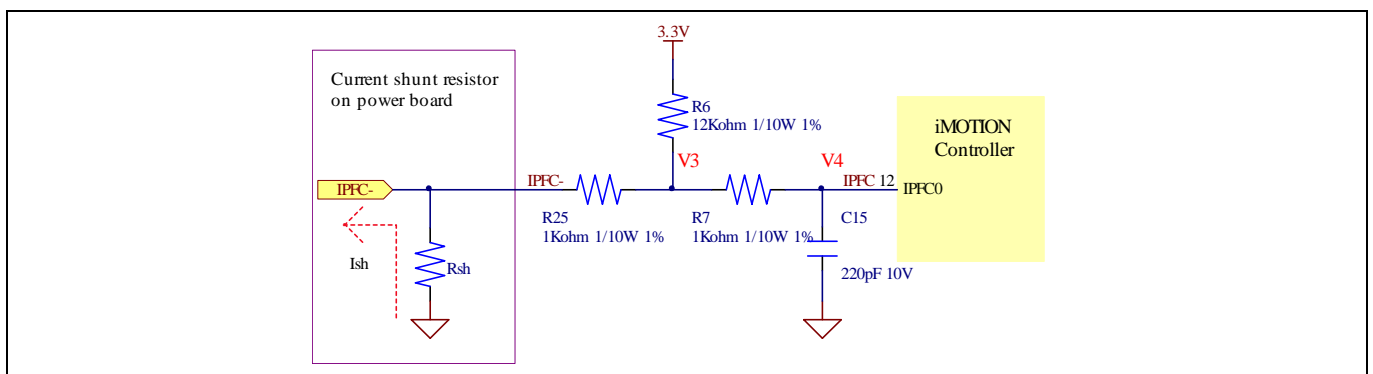 3.3V
Current shunt resistor
on power board
R6
12Kohm 1/10W 1%
iMOTION
Controller
V3
V4
IPFC-
IPFC-
IPFC 12
IPFC0
R25
1Kohm 1/10W 1%
R7
1Kohm 1/10W 1%
C15
Ish
Rsh
220pF 10V